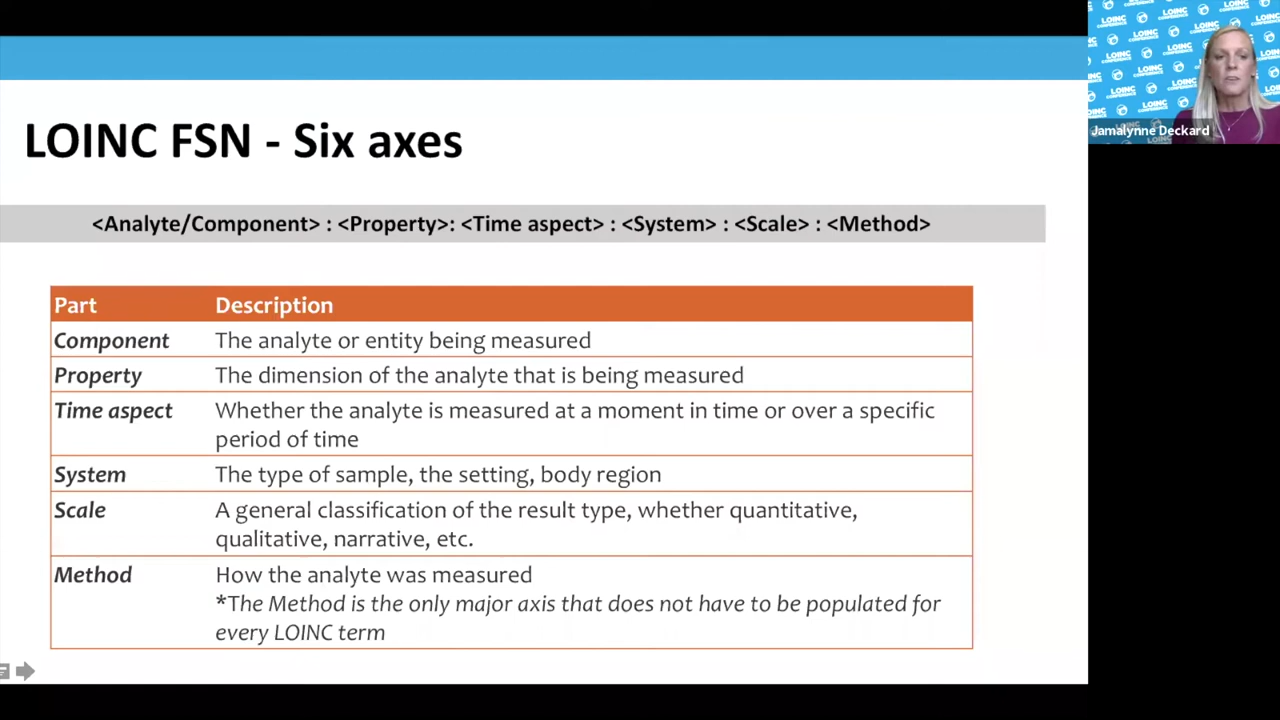 LOINC FSN - Six axes
<Analyte/Component> : <Property>: <Time aspect> : <System> : <Scale> : <Method>
Part Description
Component The analyte or entity being measured
Property The dimension of the analyte that is being measured
Time aspect Whether the analyte is measured at a moment in time or over a specific
period of time
System The type of sample, the setting, body region
Scale A general classification of the result type, whether quantitative,
qualitative, narrative, etc.
Method How the analyte was measured
*The Method is the only major axis that does not have to be populated for
every LOINC term
LOINC
CONFERENCE
Jamalynne Deckard